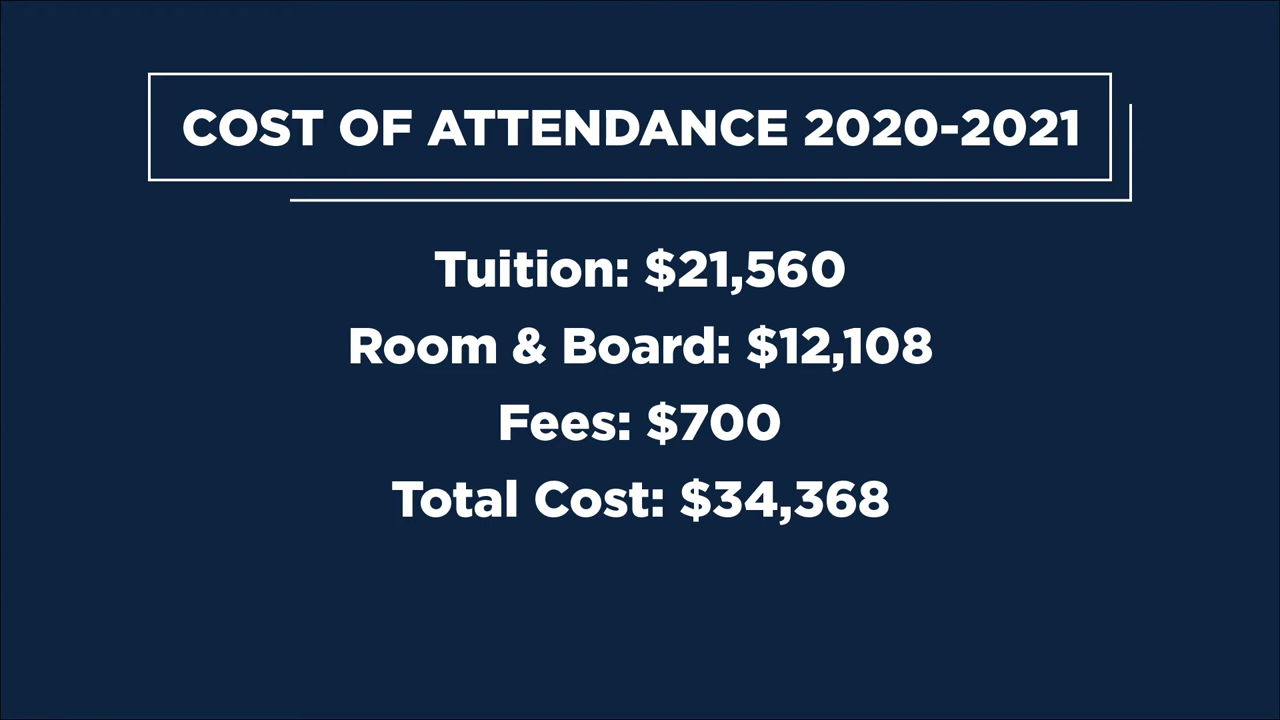 COST OF ATTENDANCE 2020-2021
Tuition: $21,560
Room & Board: $12,108
Fees: $700
Total Cost: $34,368